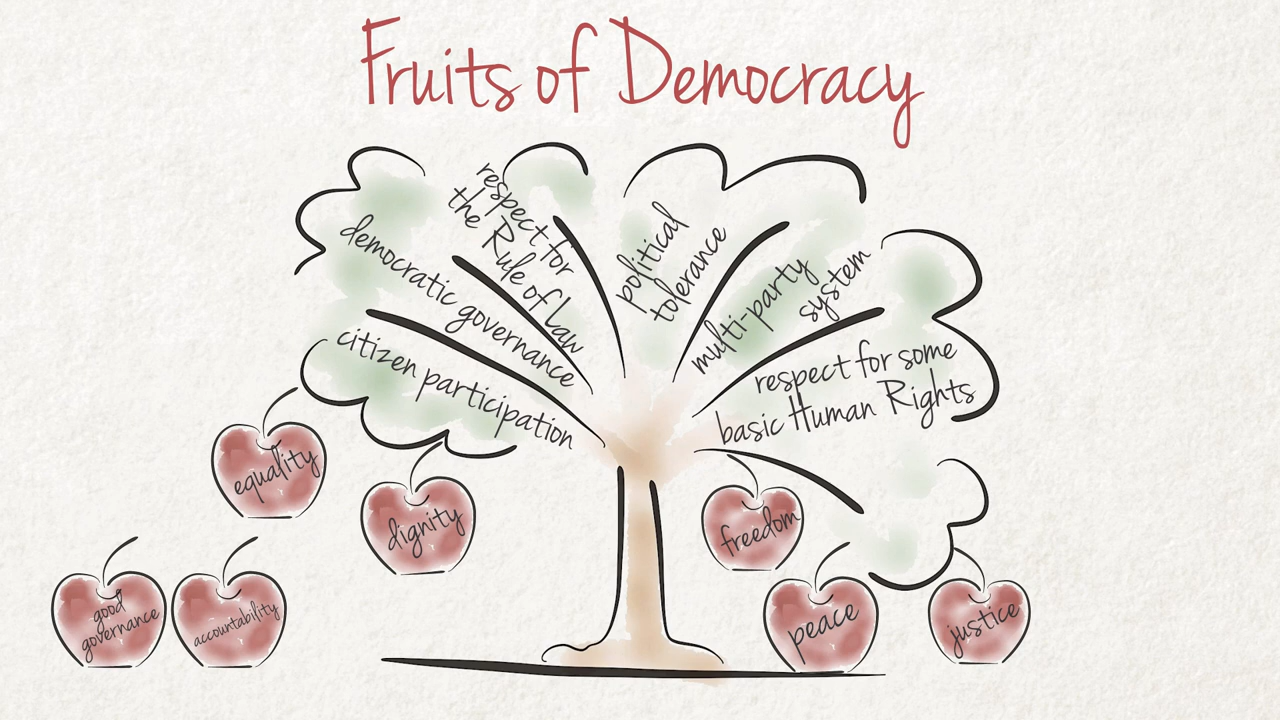 Fruits of Democracy
citizen participation
democratic governance
respect for
the Rule of Law
political
tolerance
multi-party
system
respect for some
basic Human Rights
equality
dignity
freedom
good
governance
accountability
peace
justice